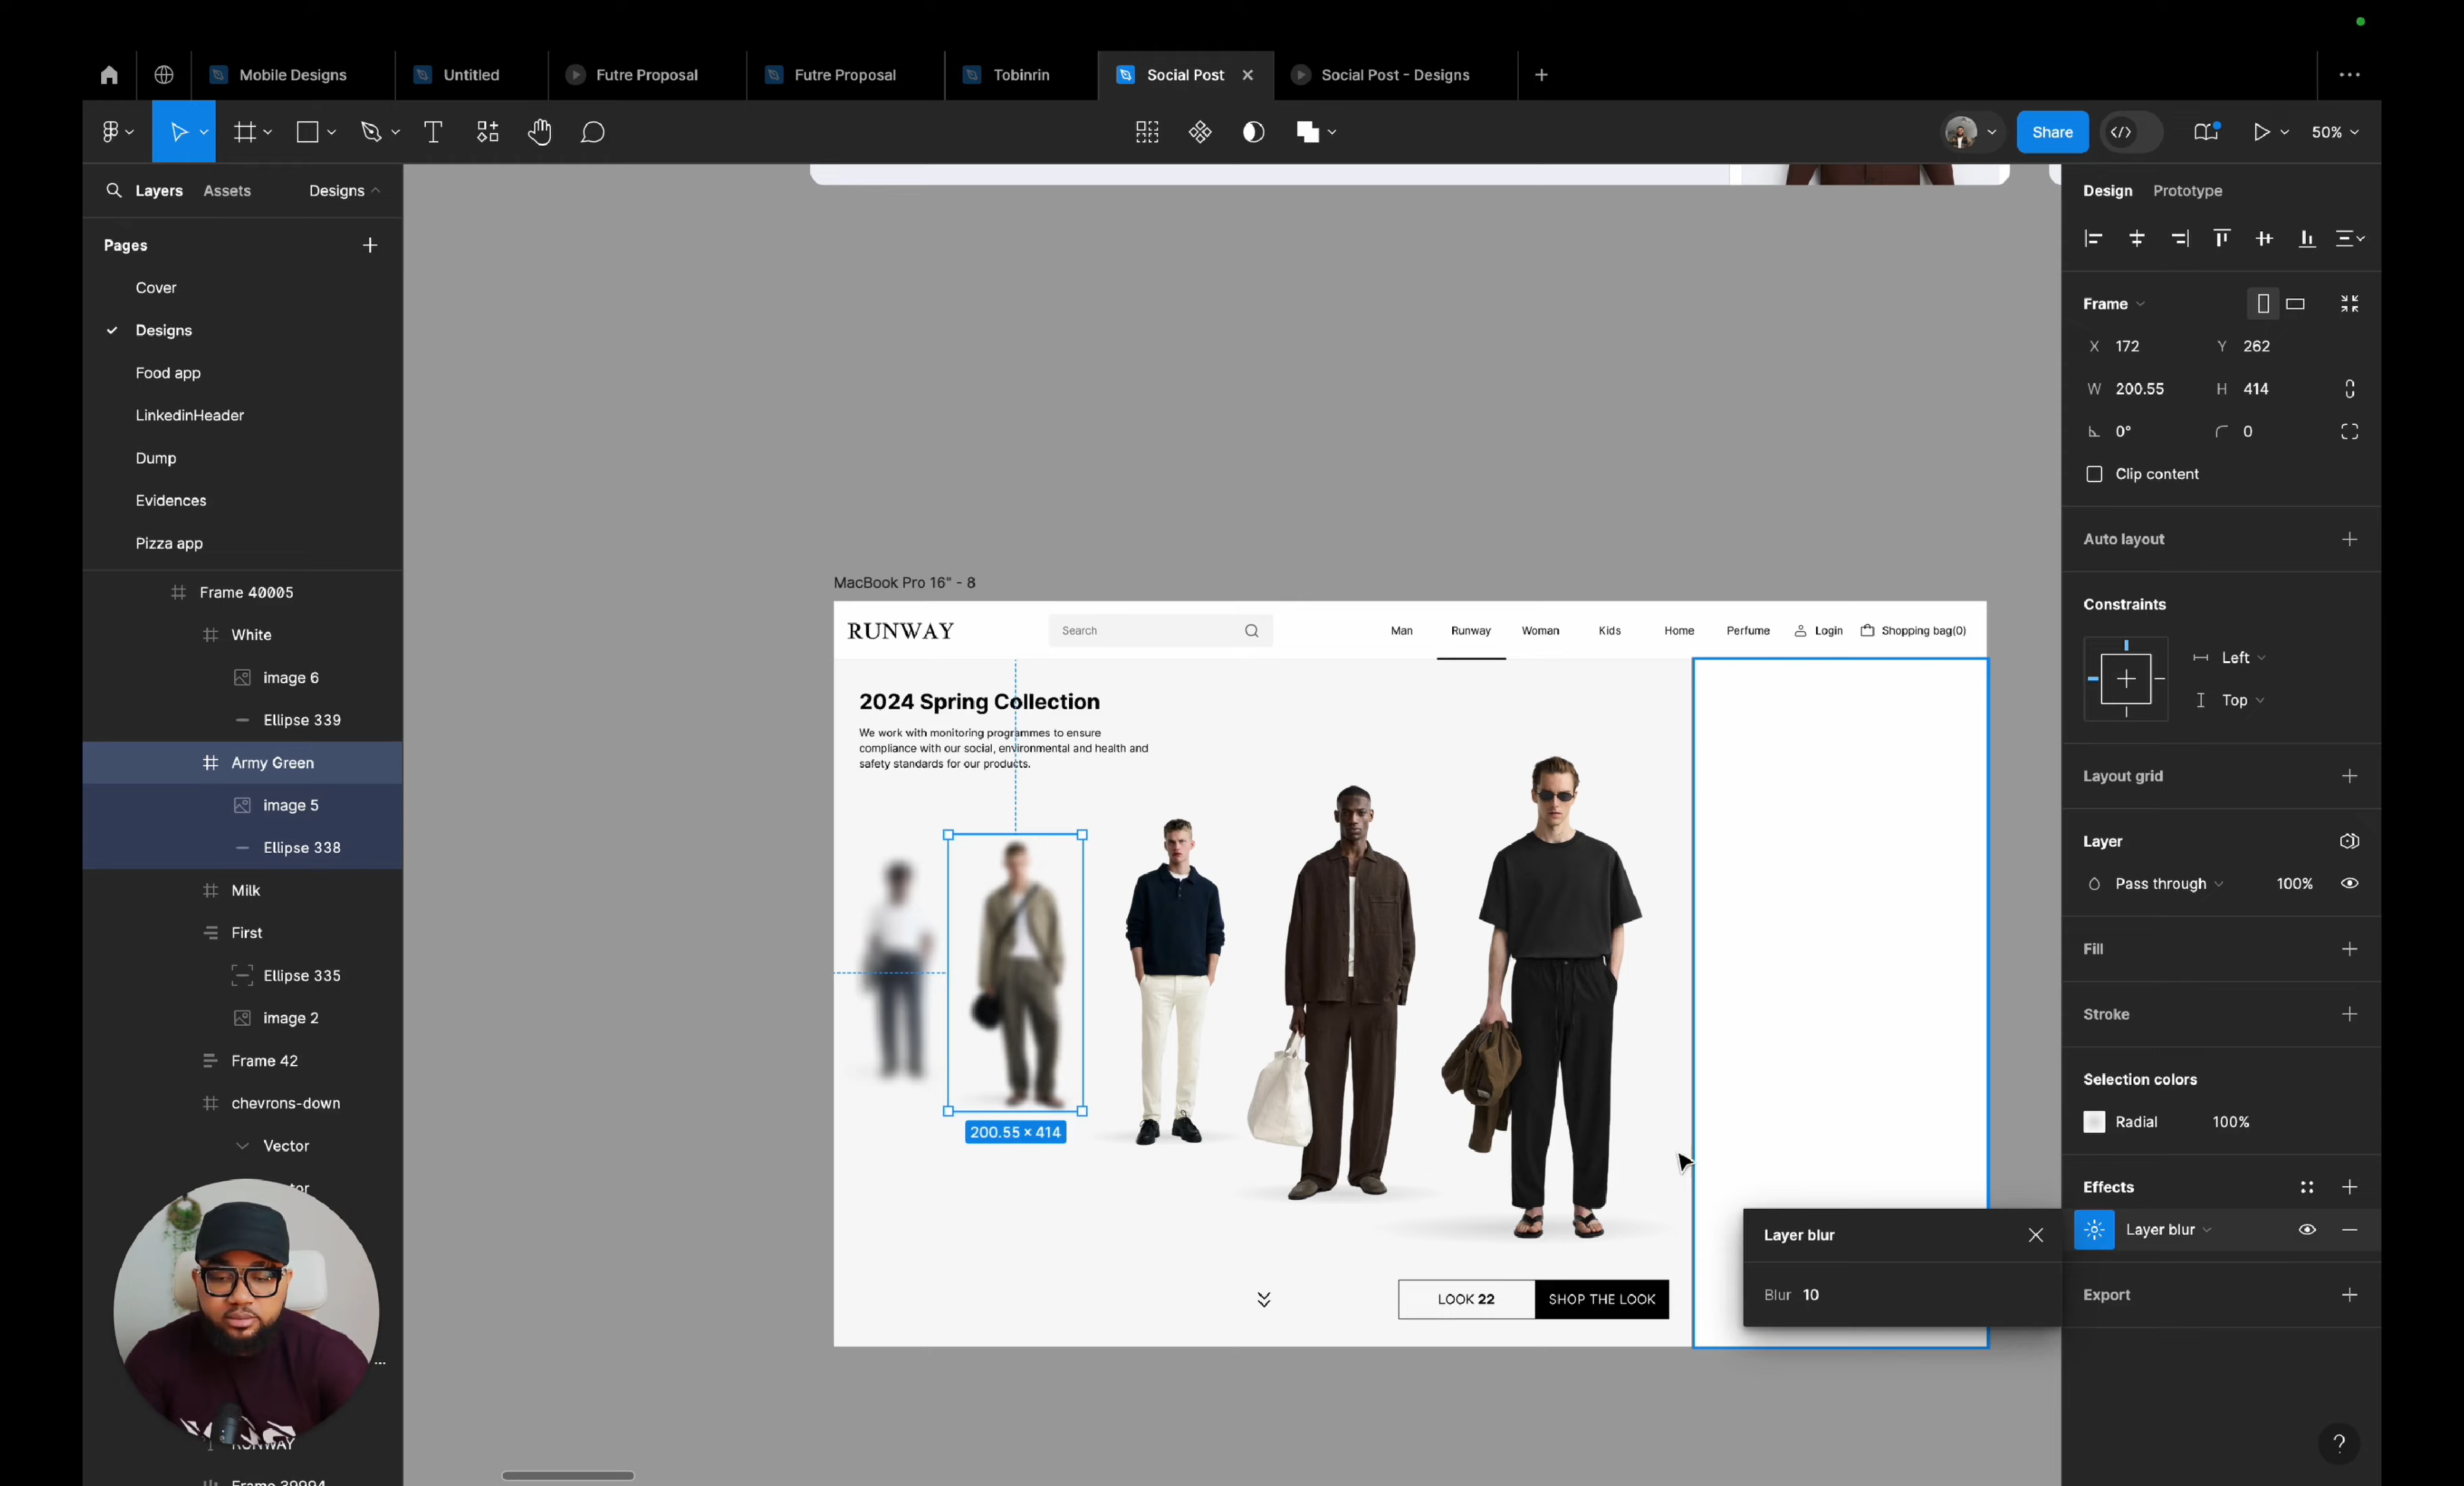 Mobile Designs
Untitled
Futre Proposal
Futre Proposal
Tobinrin
Social Post
Social Post - Designs
Share
50%
Layers
Assets
Designs
Pages
Cover
Designs
Food app
LinkedinHeader
Dump
Evidences
Pizza app
Frame 40005
White
image 6
Ellipse 339
Army Green
image 5
Ellipse 338
Milk
First
Ellipse 335
image 2
Frame 42
chevrons-down
Vector
RUNWAY
Frame 39994
MacBook Pro 16" - 8
RUNWAY
Search
Man
Runway
Woman
Kids
Home
Perfume
Login
Shopping bag(0)
2024 Spring Collection
We work with monitoring programmes to ensure
compliance with our social, environmental and health and
safety standards for our products.
200.55 × 414
LOOK 22
SHOP THE LOOK
Layer blur
Blur 10
Design
Prototype
Frame
X 172
Y 262
W 200.55
H 414
0°
0
Clip content
Auto layout
Constraints
Left
Top
Layout grid
Layer
Pass through
100%
Fill
Stroke
Selection colors
Radial
100%
Effects
Layer blur
Export
?